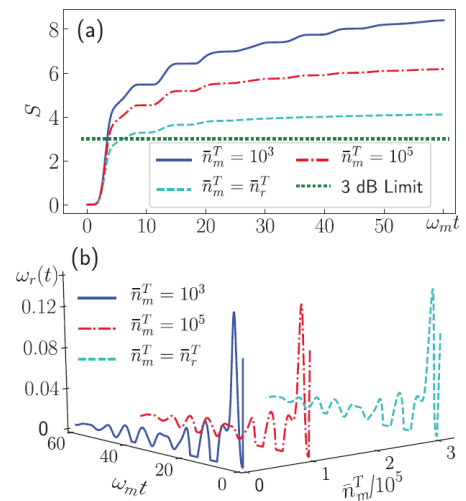 (a)
8
6
4
2
0
S
n̄_m^T = 10^3
n̄_m^T = 10^5
n̄_m^T = n̄_r^T
3 dB Limit
0 10 20 30 40 50 ω_m t
(b)
ω_r(t)
0.12
0.08
0.04
0
n̄_m^T = 10^3
n̄_m^T = 10^5
n̄_m^T = n̄_r^T
60 40 20 0
ω_m t
0 1 2 3
n̄_m^T/10^5